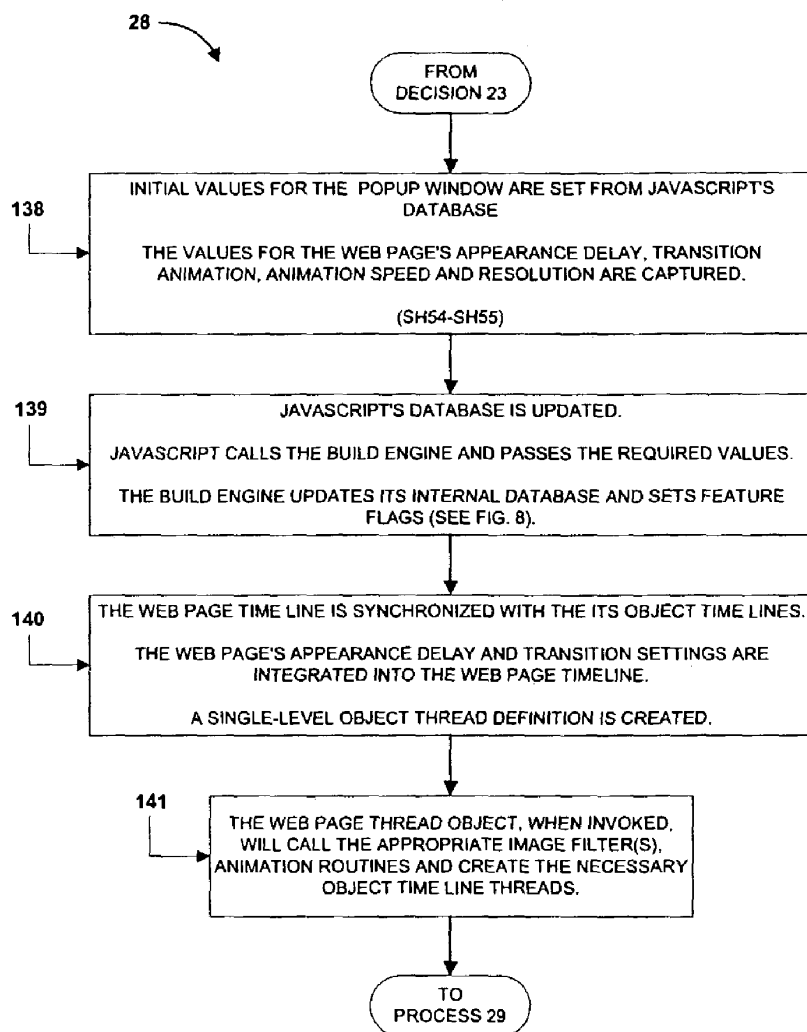 28
FROM
DECISION 23
138
INITIAL VALUES FOR THE POPUP WINDOW ARE SET FROM JAVASCRIPT'S
DATABASE
THE VALUES FOR THE WEB PAGE'S APPEARANCE DELAY, TRANSITION
ANIMATION, ANIMATION SPEED AND RESOLUTION ARE CAPTURED.
(SH54-SH55)
139
JAVASCRIPT'S DATABASE IS UPDATED.
JAVASCRIPT CALLS THE BUILD ENGINE AND PASSES THE REQUIRED VALUES.
THE BUILD ENGINE UPDATES ITS INTERNAL DATABASE AND SETS FEATURE
FLAGS (SEE FIG. 8).
140
THE WEB PAGE TIME LINE IS SYNCHRONIZED WITH THE ITS OBJECT TIME LINES.
THE WEB PAGE'S APPEARANCE DELAY AND TRANSITION SETTINGS ARE
INTEGRATED INTO THE WEB PAGE TIMELINE.
A SINGLE-LEVEL OBJECT THREAD DEFINITION IS CREATED.
141
THE WEB PAGE THREAD OBJECT, WHEN INVOKED,
WILL CALL THE APPROPRIATE IMAGE FILTER(S),
ANIMATION ROUTINES AND CREATE THE NECESSARY
OBJECT TIME LINE THREADS.
TO
PROCESS 29